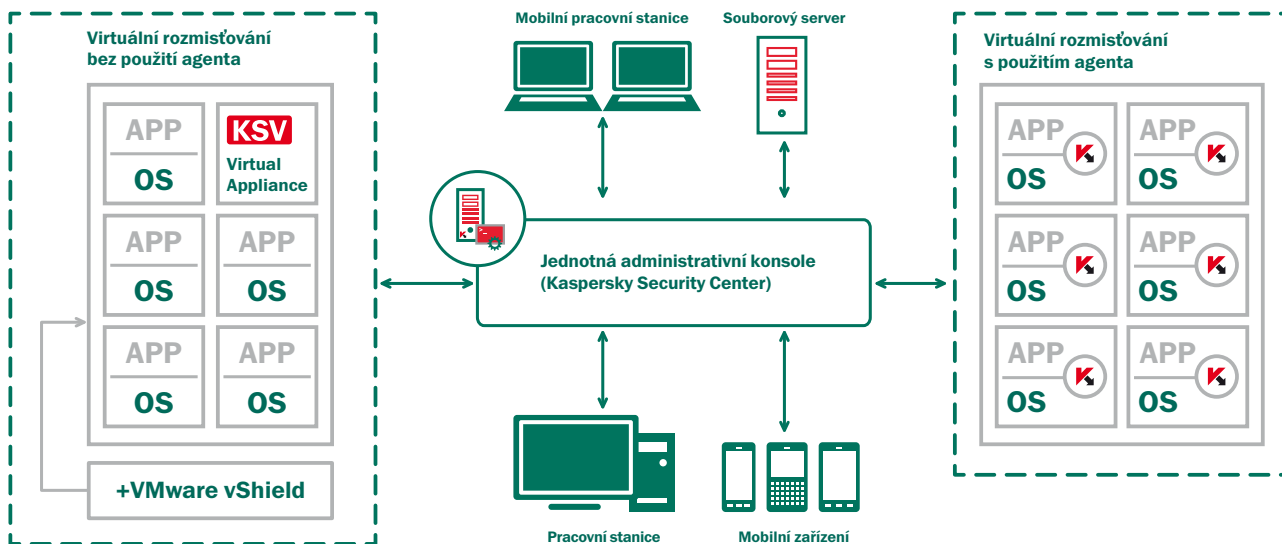 Virtuální rozmisťování
bez použití agenta
APP
OS
KSV
Virtual
Appliance
APP
OS
APP
OS
APP
OS
APP
OS
+VMware vShield
Mobilní pracovní stanice
Souborový server
Jednotná administrativní konsole
(Kaspersky Security Center)
Pracovní stanice
Mobilní zařízení
Virtuální rozmisťování
s použitím agenta
APP
OS
APP
OS
APP
OS
APP
OS
APP
OS
APP
OS